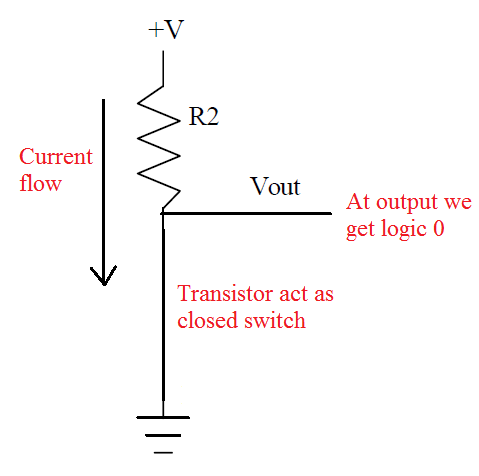 +V
R2
Current
flow
Vout
At output we
get logic 0
Transistor act as
closed switch